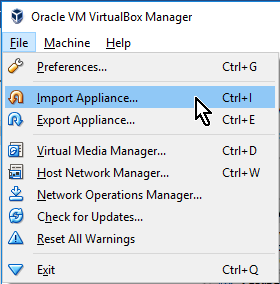 Oracle VM VirtualBox Manager
File Machine Help
Preferences... Ctrl+G
Import Appliance... Ctrl+I
Export Appliance... Ctrl+E
Virtual Media Manager... Ctrl+D
Host Network Manager... Ctrl+W
Network Operations Manager...
Check for Updates...
Reset All Warnings
Exit Ctrl+Q